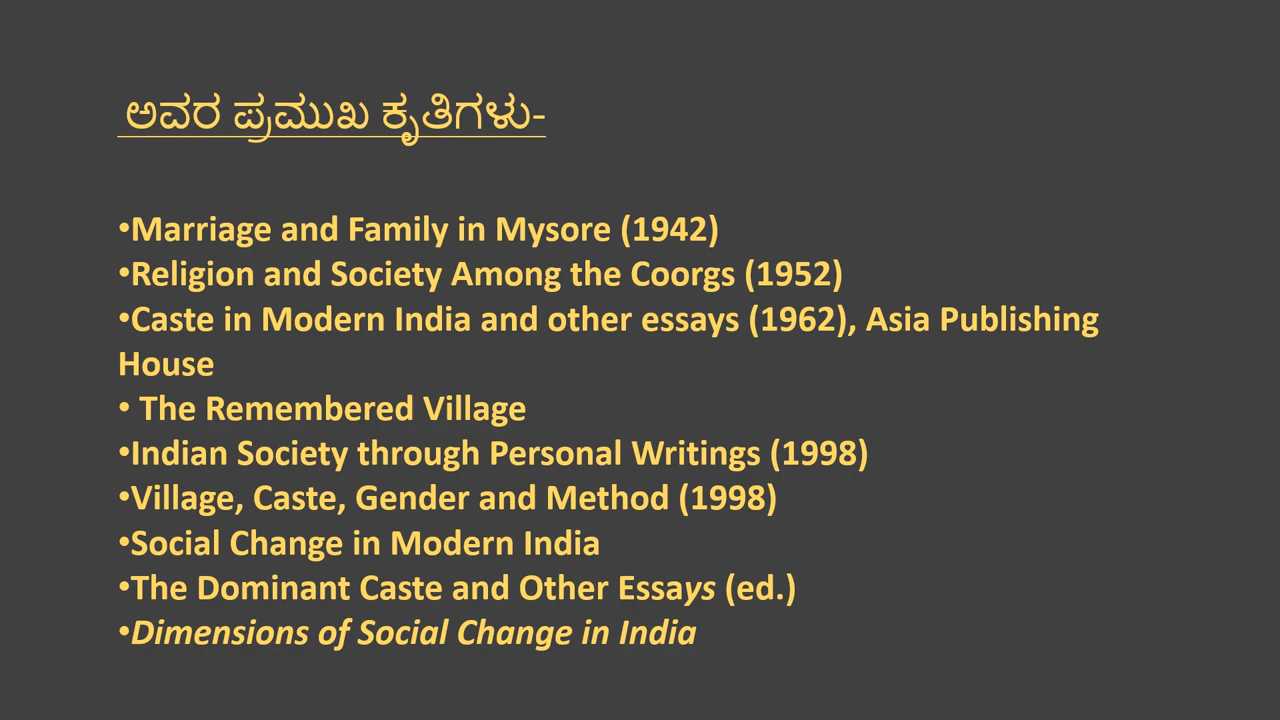 ಅವರ ಪ್ರಮುಖ ಕೃತಿಗಳು-
•Marriage and Family in Mysore (1942)
•Religion and Society Among the Coorgs (1952)
•Caste in Modern India and other essays (1962), Asia Publishing
House
• The Remembered Village
•Indian Society through Personal Writings (1998)
•Village, Caste, Gender and Method (1998)
•Social Change in Modern India
•The Dominant Caste and Other Essays (ed.)
•Dimensions of Social Change in India